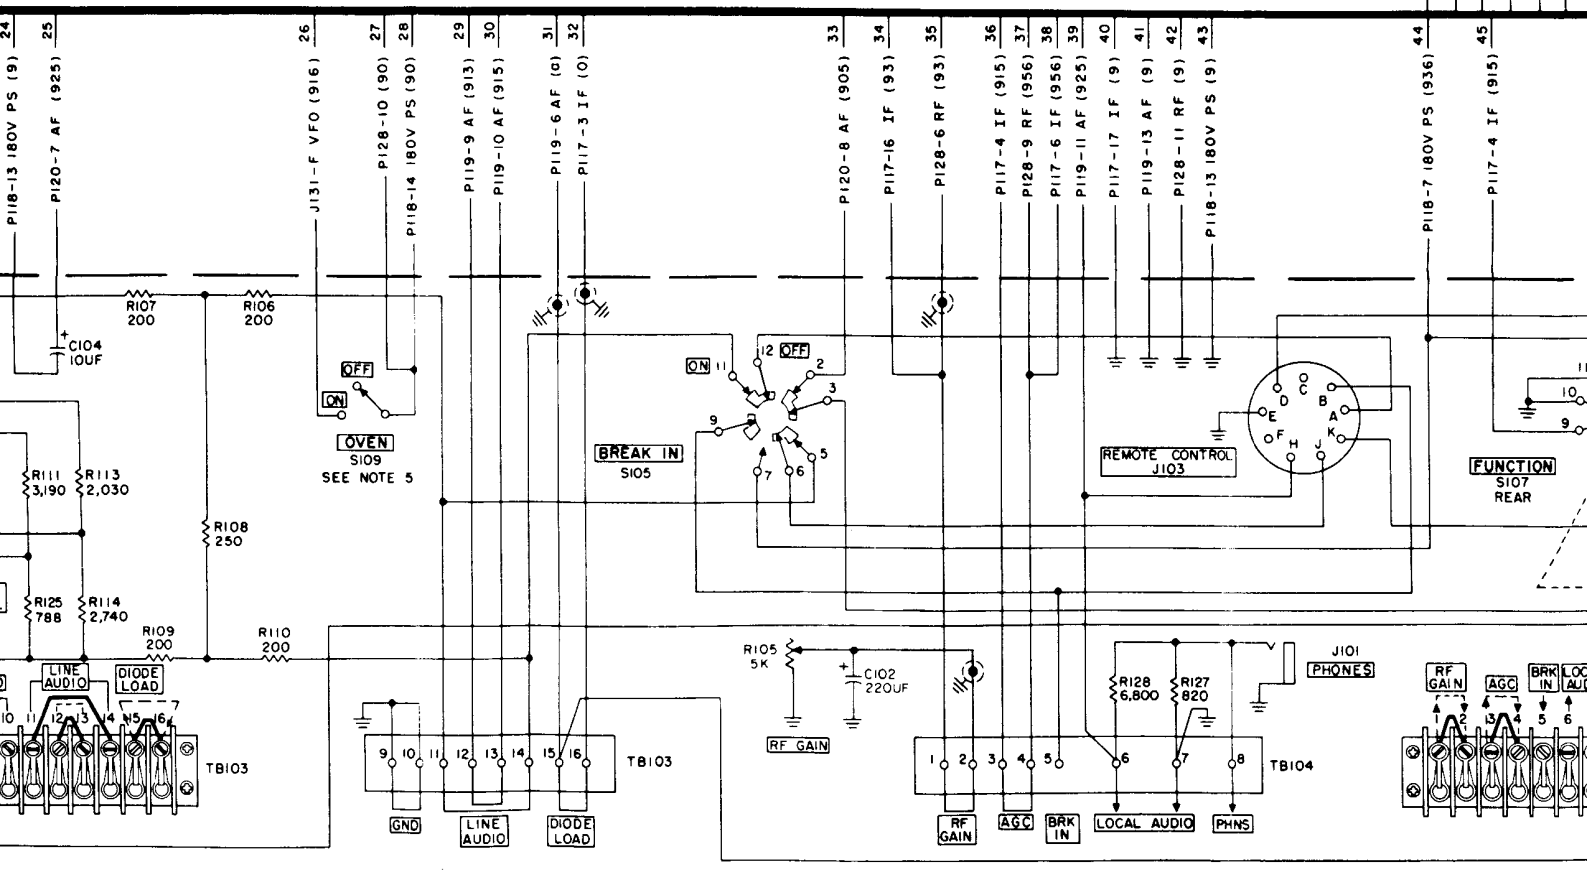 24
25
26
27
28
29
30
31
32
33
34
35
36
37
38
39
40
41
42
43
44
45
P118-13 180V PS (9)
P120-7 AF (925)
J131-F VFO (916)
P128-10 (90)
P118-14 180V PS (90)
P119-9 AF (913)
P119-10 AF (915)
P119-6 AF (0)
P117-3 IF (0)
P120-8 AF (905)
P117-16 IF (93)
P128-6 RF (93)
P117-4 IF (915)
P128-9 RF (956)
P117-6 IF (956)
P119-11 AF (925)
P117-17 IF (9)
P119-13 AF (9)
P128-11 RF (9)
P118-13 180V PS (9)
P118-7 180V PS (936)
P117-4 IF (915)
R107
200
R106
200
+
C104
10UF
OFF
ON
OVEN
S109
SEE NOTE 5
ON
11
12
OFF
2
3
9
5
7
6
BREAK IN
S105
D
C
B
E
A
F
H
J
K
REMOTE CONTROL
J103
11
10
9
FUNCTION
S107
REAR
R111
3,190
R113
2,030
R108
250
R125
788
R114
2,740
R109
200
R110
200
LINE
AUDIO
DIODE
LOAD
10
11
12
13
14
15
16
TB103
9
10
11
12
13
14
15
16
TB103
GND
LINE
AUDIO
DIODE
LOAD
R105
5K
+
C102
220UF
RF GAIN
R128
6,800
R127
820
J101
PHONES
1
2
3
4
5
6
7
8
TB104
RF
GAIN
AGC
BRK
IN
LOCAL AUDIO
PHNS
RF
GAIN
AGC
BRK
IN
LOC
AUD
2
3
4
5
6